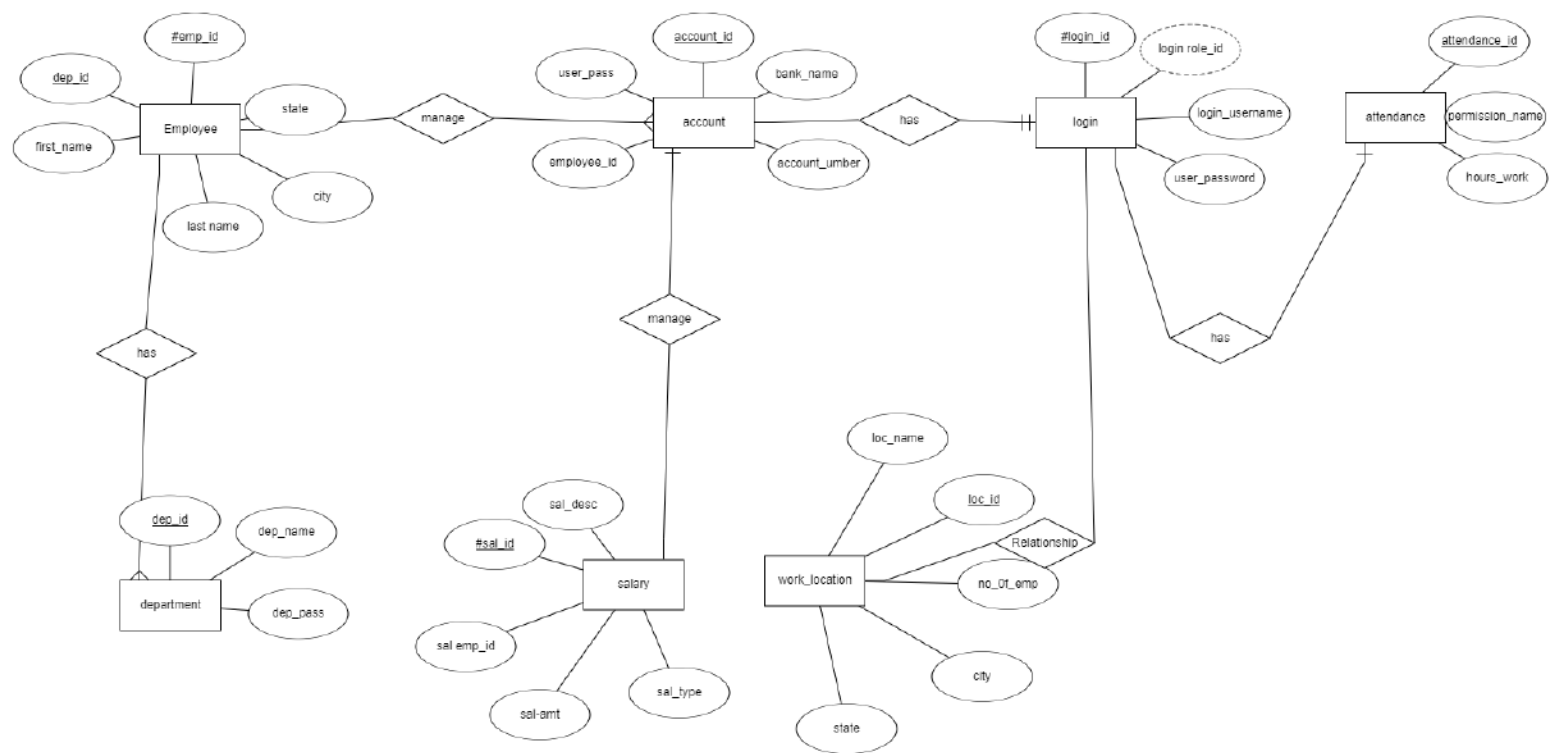 #emp_id
account_id
#login_id
login role_id
attendance_id
dep_id
user_pass
bank_name
state
Employee
manage
account
has
login
login_username
attendance
permission_name
first_name
employee_id
account_umber
user_password
hours_work
city
last name
manage
has
has
loc_name
sal_desc
loc_id
dep_id
dep_name
#sal_id
Relationship
salary
work_location
no_0f_emp
department
dep_pass
sal emp_id
city
sal_type
sal-amt
state